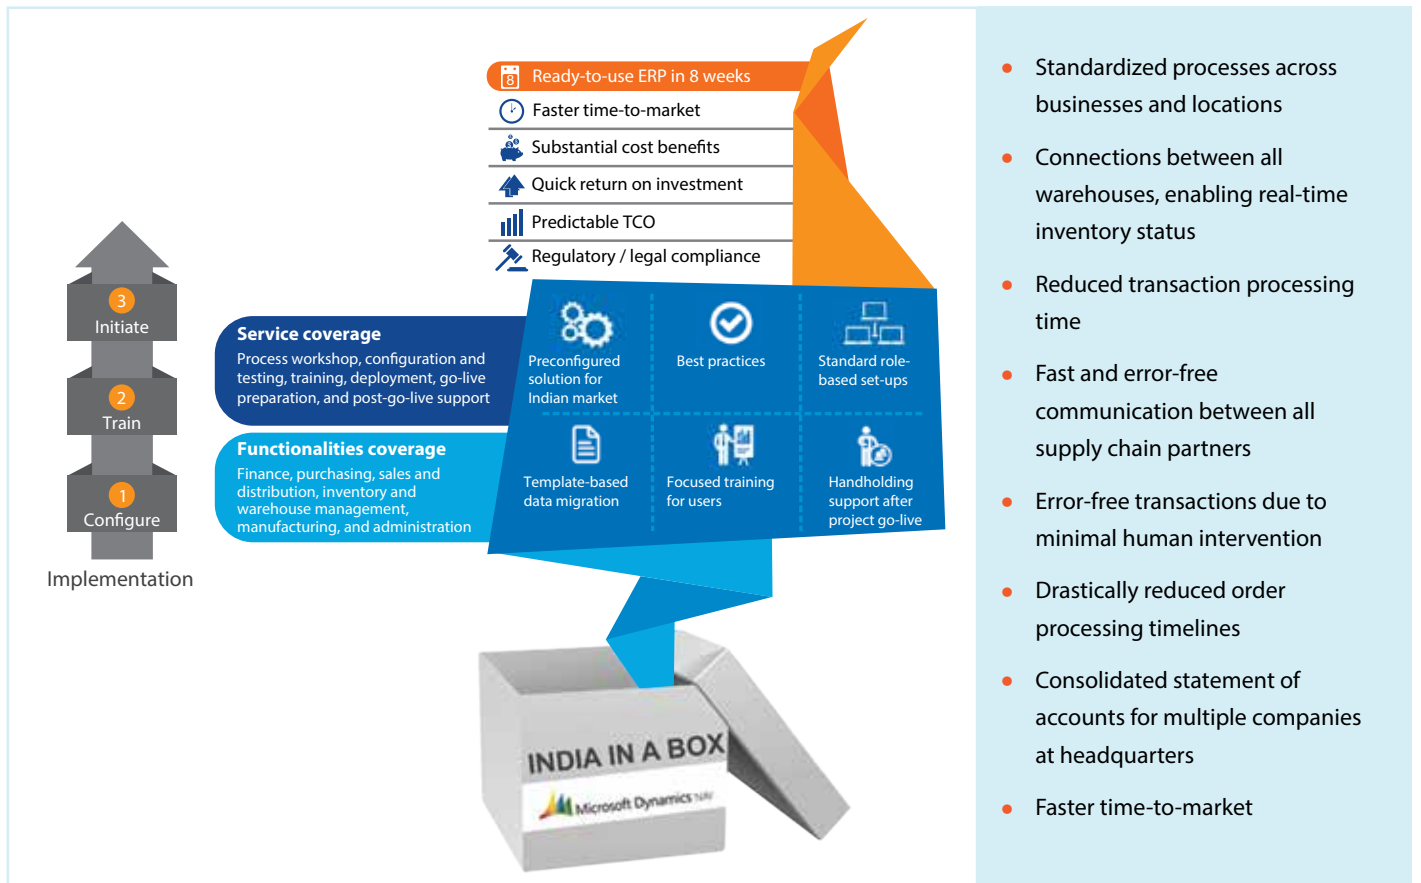 8
Ready-to-use ERP in 8 weeks
Faster time-to-market
Substantial cost benefits
Quick return on investment
Predictable TCO
Regulatory / legal compliance
3
Initiate
2
Train
1
Configure
Implementation
Service coverage
Process workshop, configuration and
testing, training, deployment, go-live
preparation, and post-go-live support
Functionalities coverage
Finance, purchasing, sales and
distribution, inventory and
warehouse management,
manufacturing, and administration
Preconfigured
solution for
Indian market
Best practices
Standard role-
based set-ups
Template-based
data migration
Focused training
for users
Handholding
support after
project go-live
INDIA IN A BOX
Microsoft Dynamics NAV
• Standardized processes across
businesses and locations
• Connections between all
warehouses, enabling real-time
inventory status
• Reduced transaction processing
time
• Fast and error-free
communication between all
supply chain partners
• Error-free transactions due to
minimal human intervention
• Drastically reduced order
processing timelines
• Consolidated statement of
accounts for multiple companies
at headquarters
• Faster time-to-market